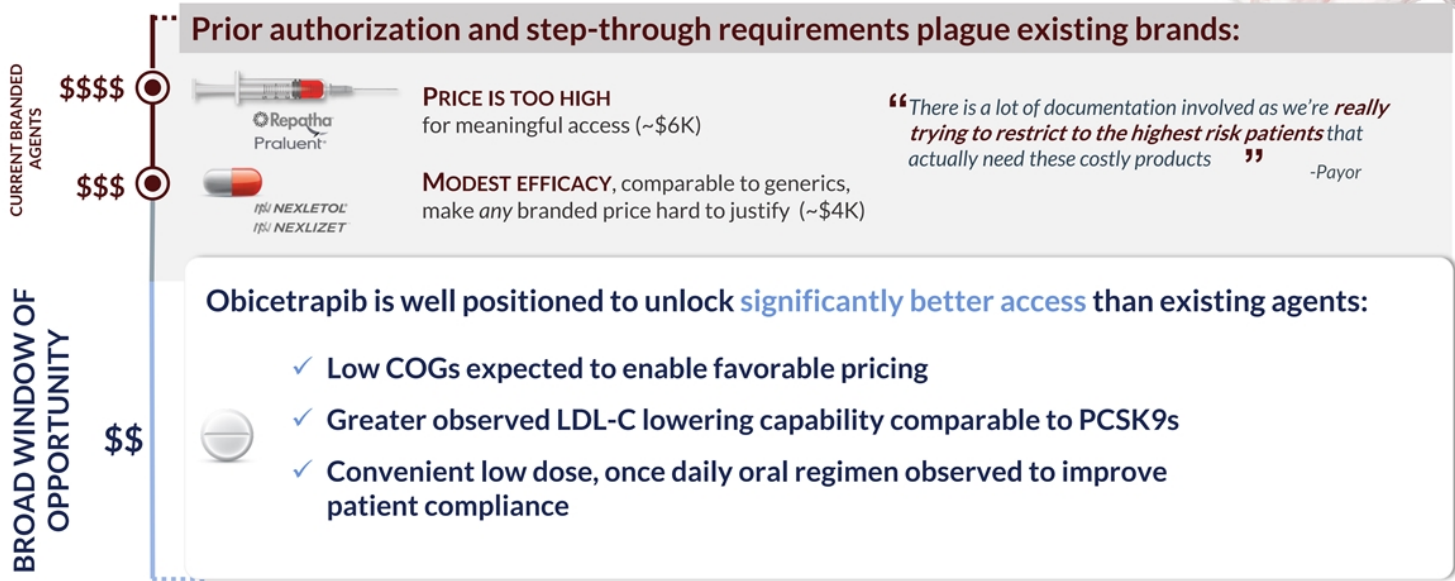 Prior authorization and step-through requirements plague existing brands:
CURRENT BRANDED
AGENTS
$$$$
Repatha
Praluent
PRICE IS TOO HIGH
for meaningful access (~$6K)
“There is a lot of documentation involved as we’re really
trying to restrict to the highest risk patients that
actually need these costly products ”
-Payor
$$$
NEXLETOL
NEXLIZET
MODEST EFFICACY, comparable to generics,
make any branded price hard to justify (~$4K)
BROAD WINDOW OF
OPPORTUNITY
$$
Obicetrapib is well positioned to unlock significantly better access than existing agents:
✓ Low COGs expected to enable favorable pricing
✓ Greater observed LDL-C lowering capability comparable to PCSK9s
✓ Convenient low dose, once daily oral regimen observed to improve
patient compliance